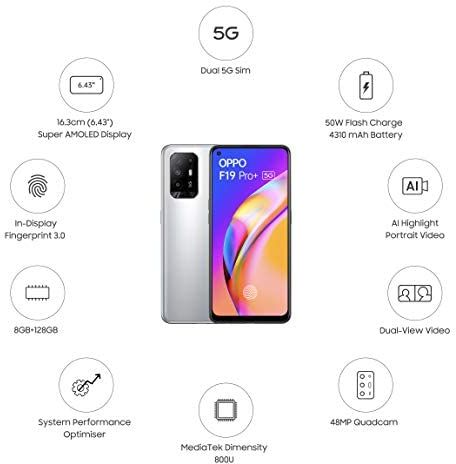 5G
Dual 5G Sim
6.43"
16.3cm (6.43")
Super AMOLED Display
50W Flash Charge
4310 mAh Battery
OPPO
F19 Pro+ 5G
In-Display
Fingerprint 3.0
AI
AI Highlight
Portrait Video
8GB+128GB
Dual-View Video
System Performance
Optimiser
MediaTek Dimensity
800U
48MP Quadcam